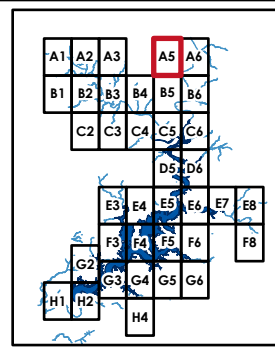 A1 A2 A3 A5 A6
B1 B2 B3 B4 B5 B6
C2 C3 C4 C5 C6
D5 D6
E3 E4 E5 E6 E7 E8
F3 F4 F5 F6 F8
G2
G3 G4 G5 G6
H1 H2
H4